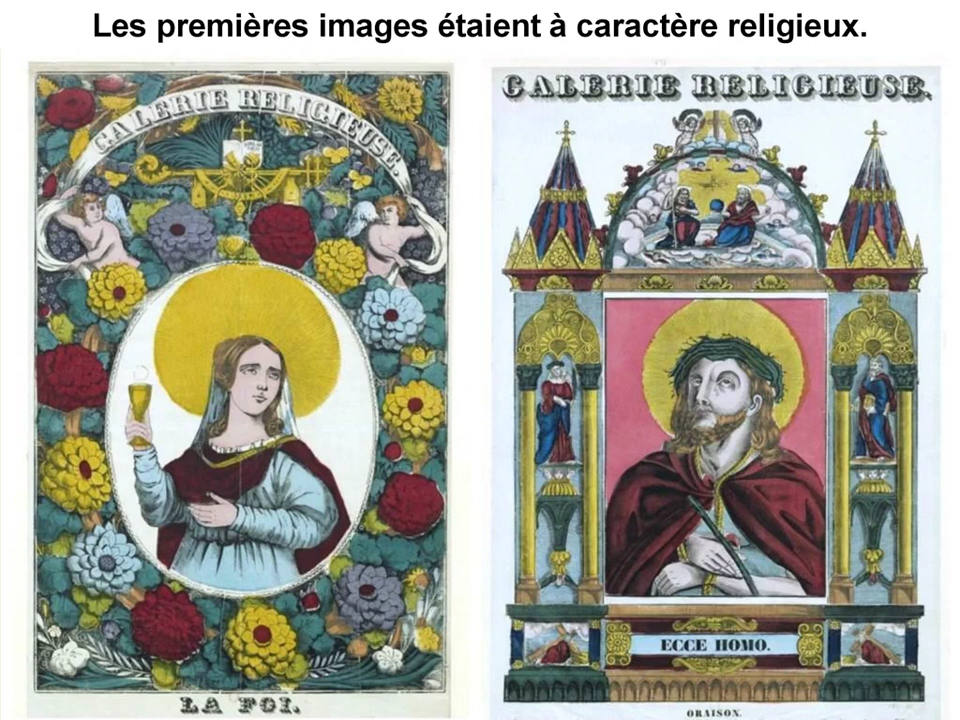 Les premières images étaient à caractère religieux.
GALERIE RELIGIEUSE.
LA FOI.
GALERIE RELIGIEUSE.
ECCE HOMO.
ORAISON.